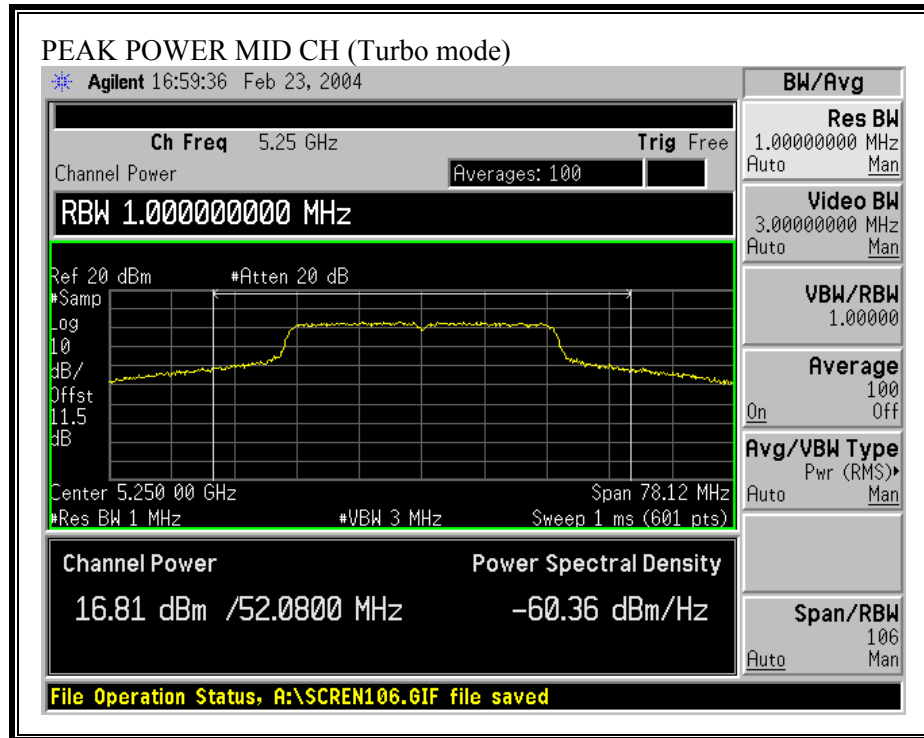 PEAK POWER MID CH (Turbo mode)
Agilent 16:59:36 Feb 23, 2004
BW/Avg
Ch Freq 5.25 GHz Trig Free
Channel Power Averages: 100
RBW 1.000000000 MHz
Ref 20 dBm #Atten 20 dB
#Samp
Log
10
dB/
Offst
11.5
dB
Center 5.250 00 GHz Span 78.12 MHz
#Res BW 1 MHz #VBW 3 MHz Sweep 1 ms (601 pts)
Channel Power Power Spectral Density
16.81 dBm /52.0800 MHz -60.36 dBm/Hz
File Operation Status, A:\SCREN106.GIF file saved
Res BW
1.00000000 MHz
Auto Man
Video BW
3.00000000 MHz
Auto Man
VBW/RBW
1.00000
Average
100
On Off
Avg/VBW Type
Pwr (RMS)▸
Auto Man
Span/RBW
106
Auto Man